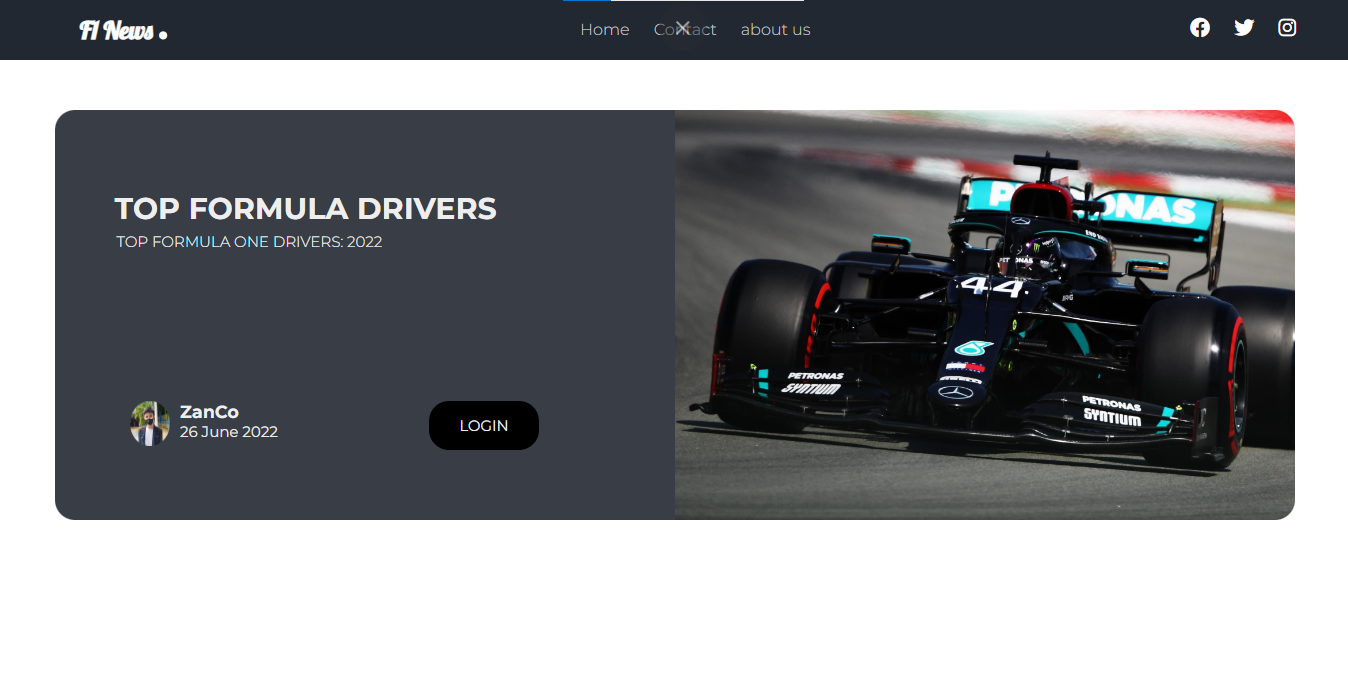 F1 News
Home Contact about us
TOP FORMULA DRIVERS
TOP FORMULA ONE DRIVERS: 2022
ZanCo
26 June 2022
LOGIN
PETRONAS
44
PETRONAS
SYNTIUM
PETRONAS
SYNTIUM